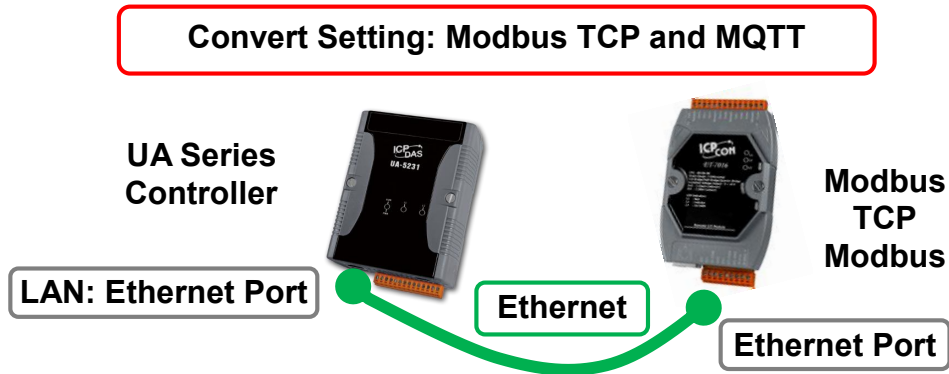 Convert Setting: Modbus TCP and MQTT
UA Series
Controller
ICP
DAS
UA-5231
ICP
CON
Modbus
TCP
Modbus
LAN: Ethernet Port
Ethernet
Ethernet Port